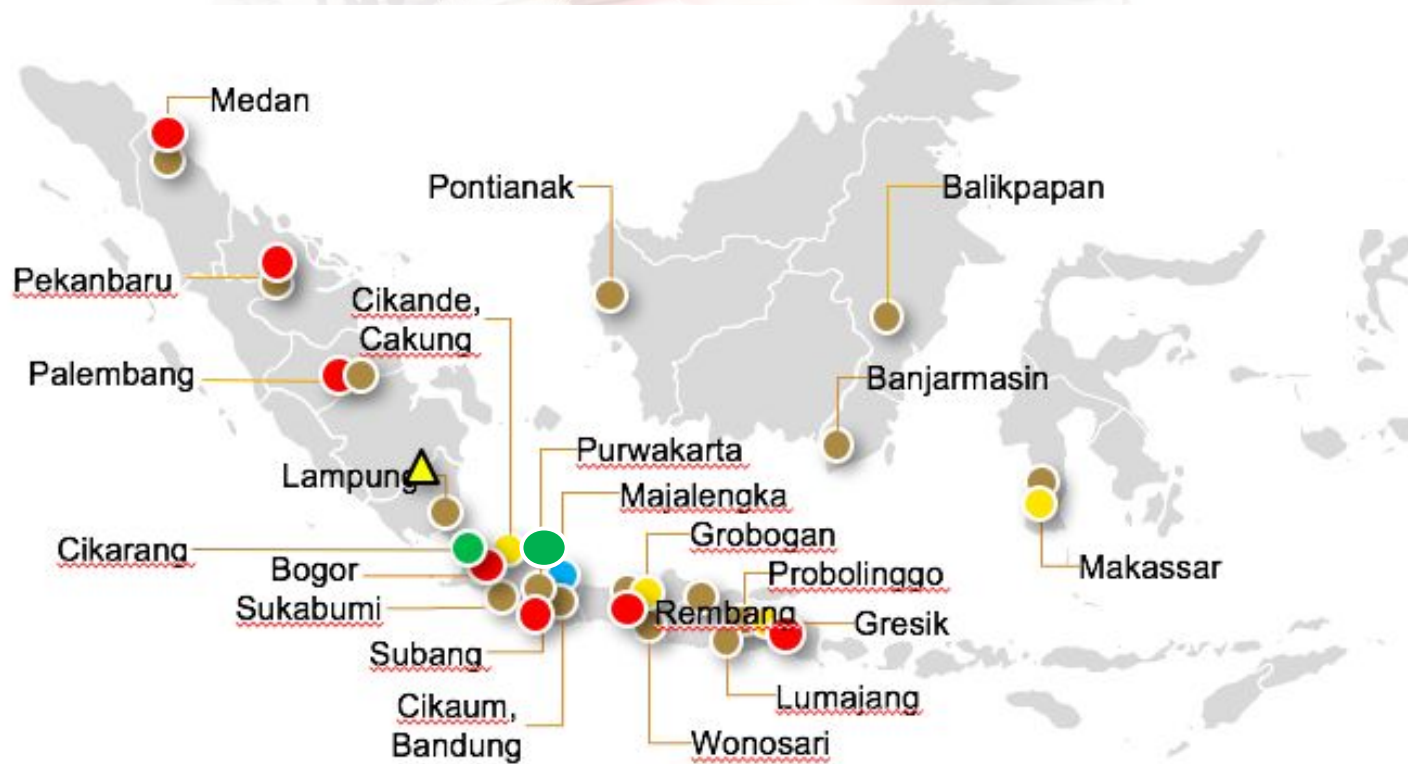 Medan
Pontianak
Balikpapan
Pekanbaru
Cikande,
Cakung
Palembang
Banjarmasin
Purwakarta
Lampung
Majalengka
Grobogan
Cikarang
Bogor
Probolinggo
Makassar
Sukabumi
Rembang
Gresik
Subang
Lumajang
Cikaum,
Bandung
Wonosari